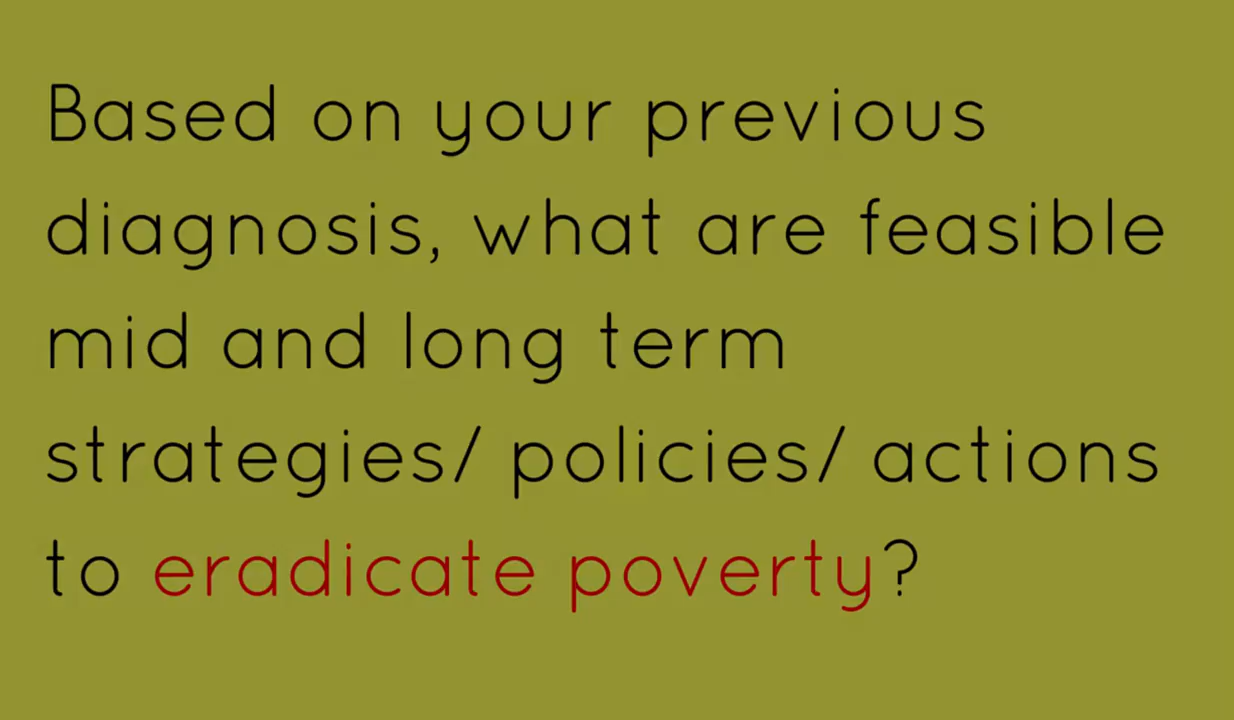 Based on your previous
diagnosis, what are feasible
mid and long term
strategies/ policies/ actions
to eradicate poverty?